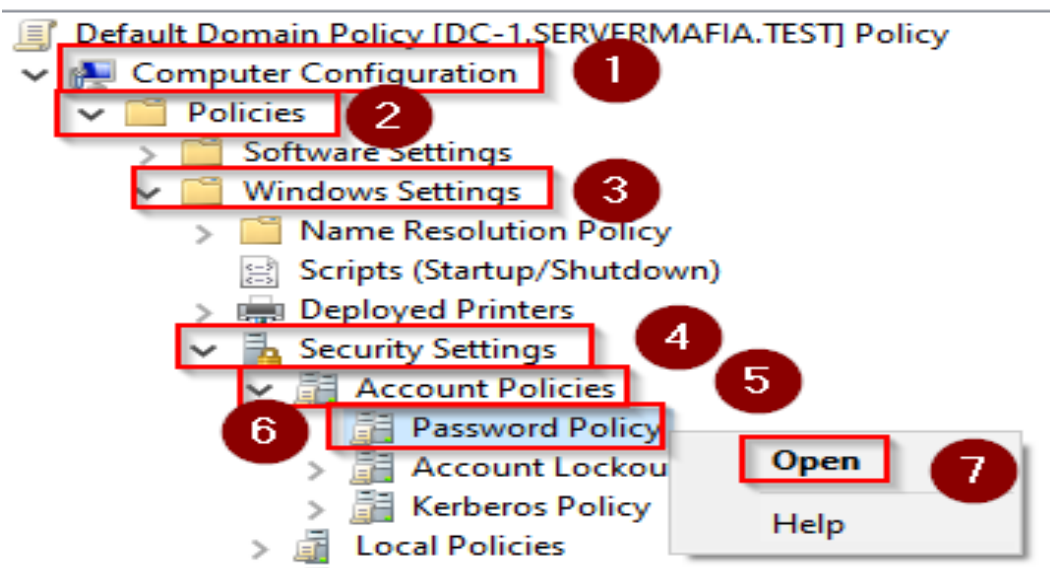 Default Domain Policy [DC-1.SERVERMAFIA.TEST] Policy
Computer Configuration 1
Policies 2
Software Settings
Windows Settings 3
Name Resolution Policy
Scripts (Startup/Shutdown)
Deployed Printers
Security Settings 4
Account Policies 5
6 Password Policy
Account Lockou
Open 7
Kerberos Policy
Help
Local Policies